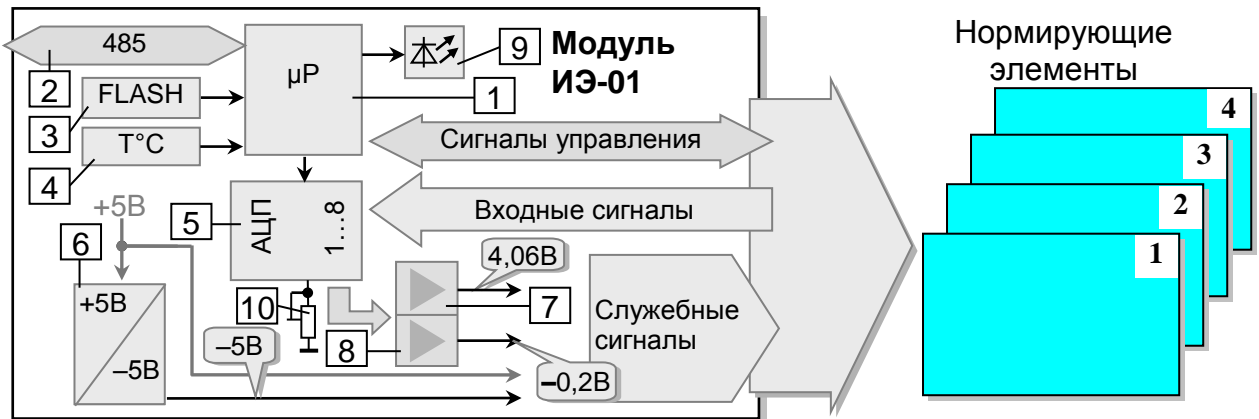 485
2
FLASH
3
T°C
4
µP
9
Модуль
ИЭ-01
1
Сигналы управления
Входные сигналы
АЦП
1…8
5
+5В
6
+5В
–5В
10
–5В
4,06В
7
8
–0,2В
Служебные
сигналы
Нормирующие
элементы
4
3
2
1